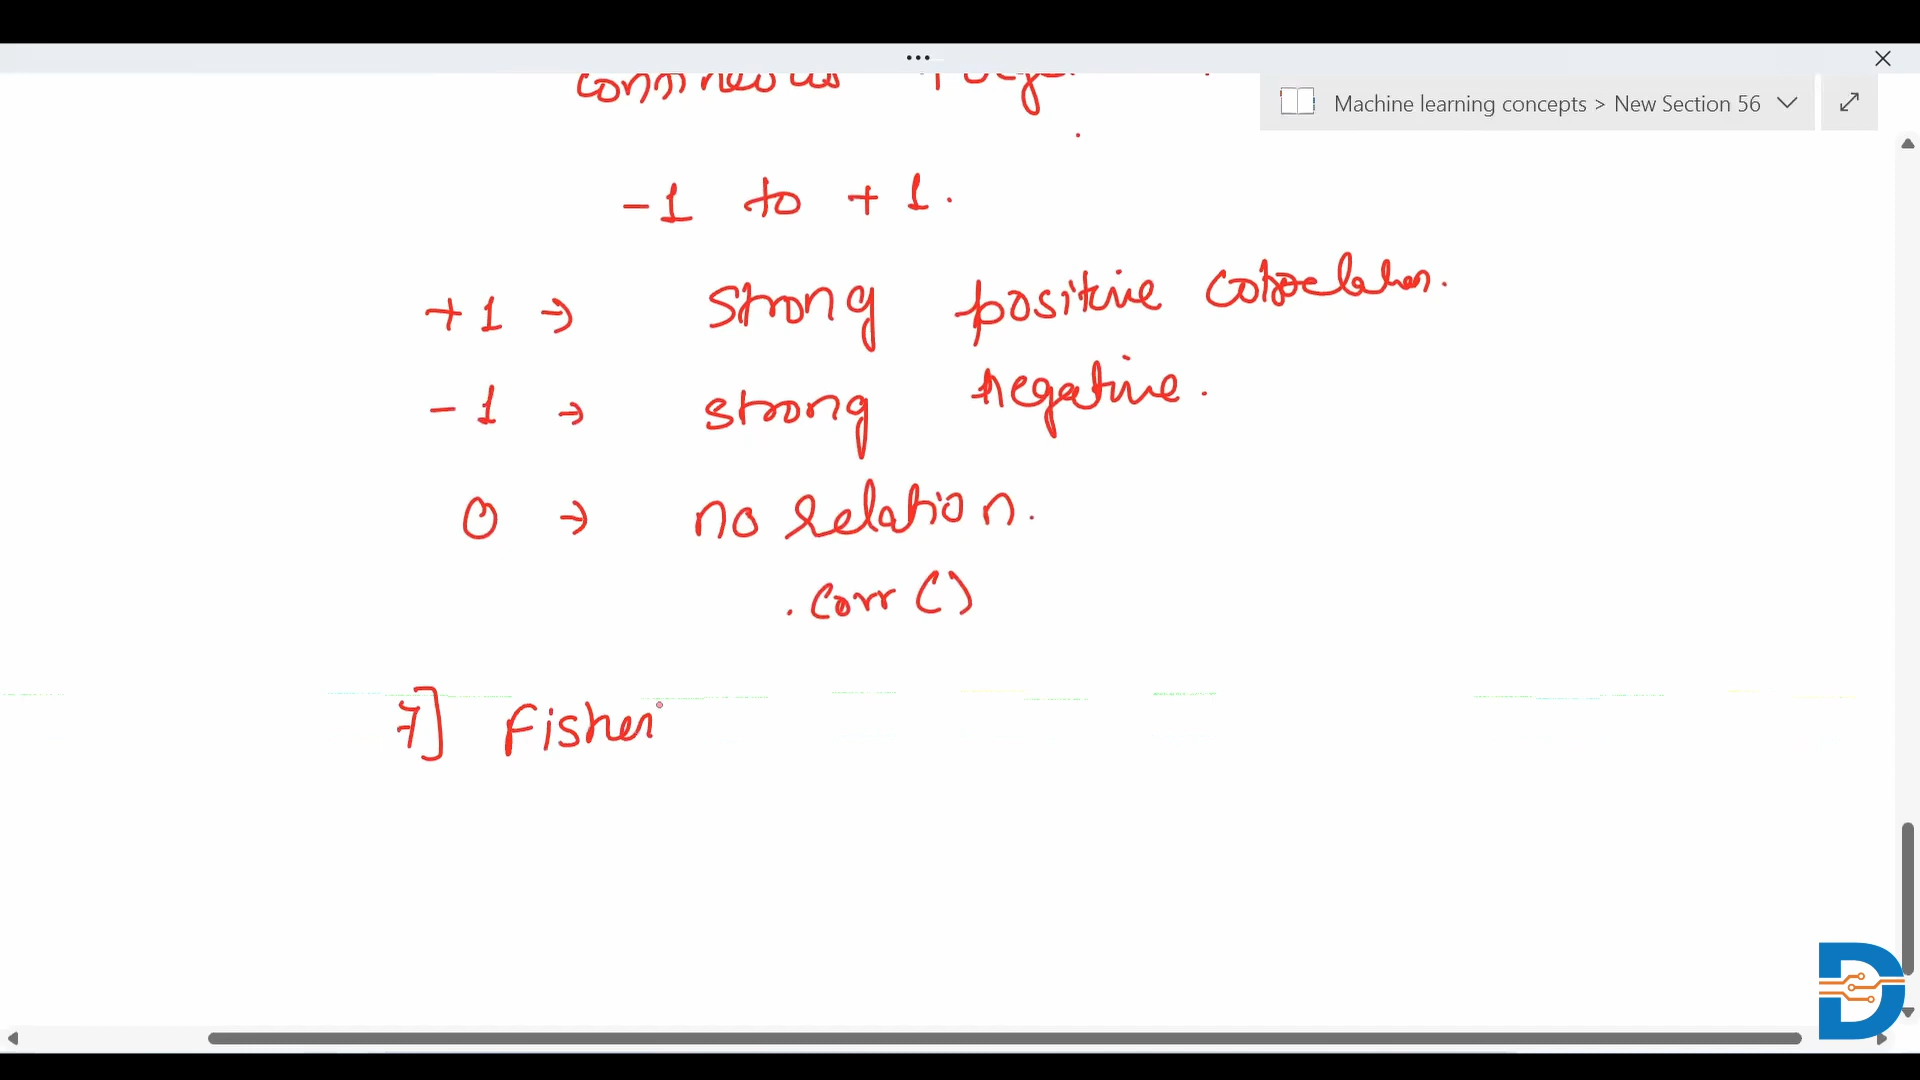 Machine learning concepts > New Section 56
-1 to +1.
+1 → strong positive correlation.
-1 → strong negative.
0 → no relation.
.corr()
7] Fisher